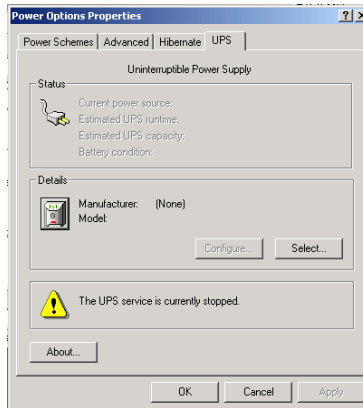 Power Options Properties
Power Schemes Advanced Hibernate UPS
Uninterruptible Power Supply
Status
Current power source:
Estimated UPS runtime:
Estimated UPS capacity:
Battery condition:
Details
Manufacturer: (None)
Model:
Configure... Select...
The UPS service is currently stopped.
About...
OK Cancel Apply